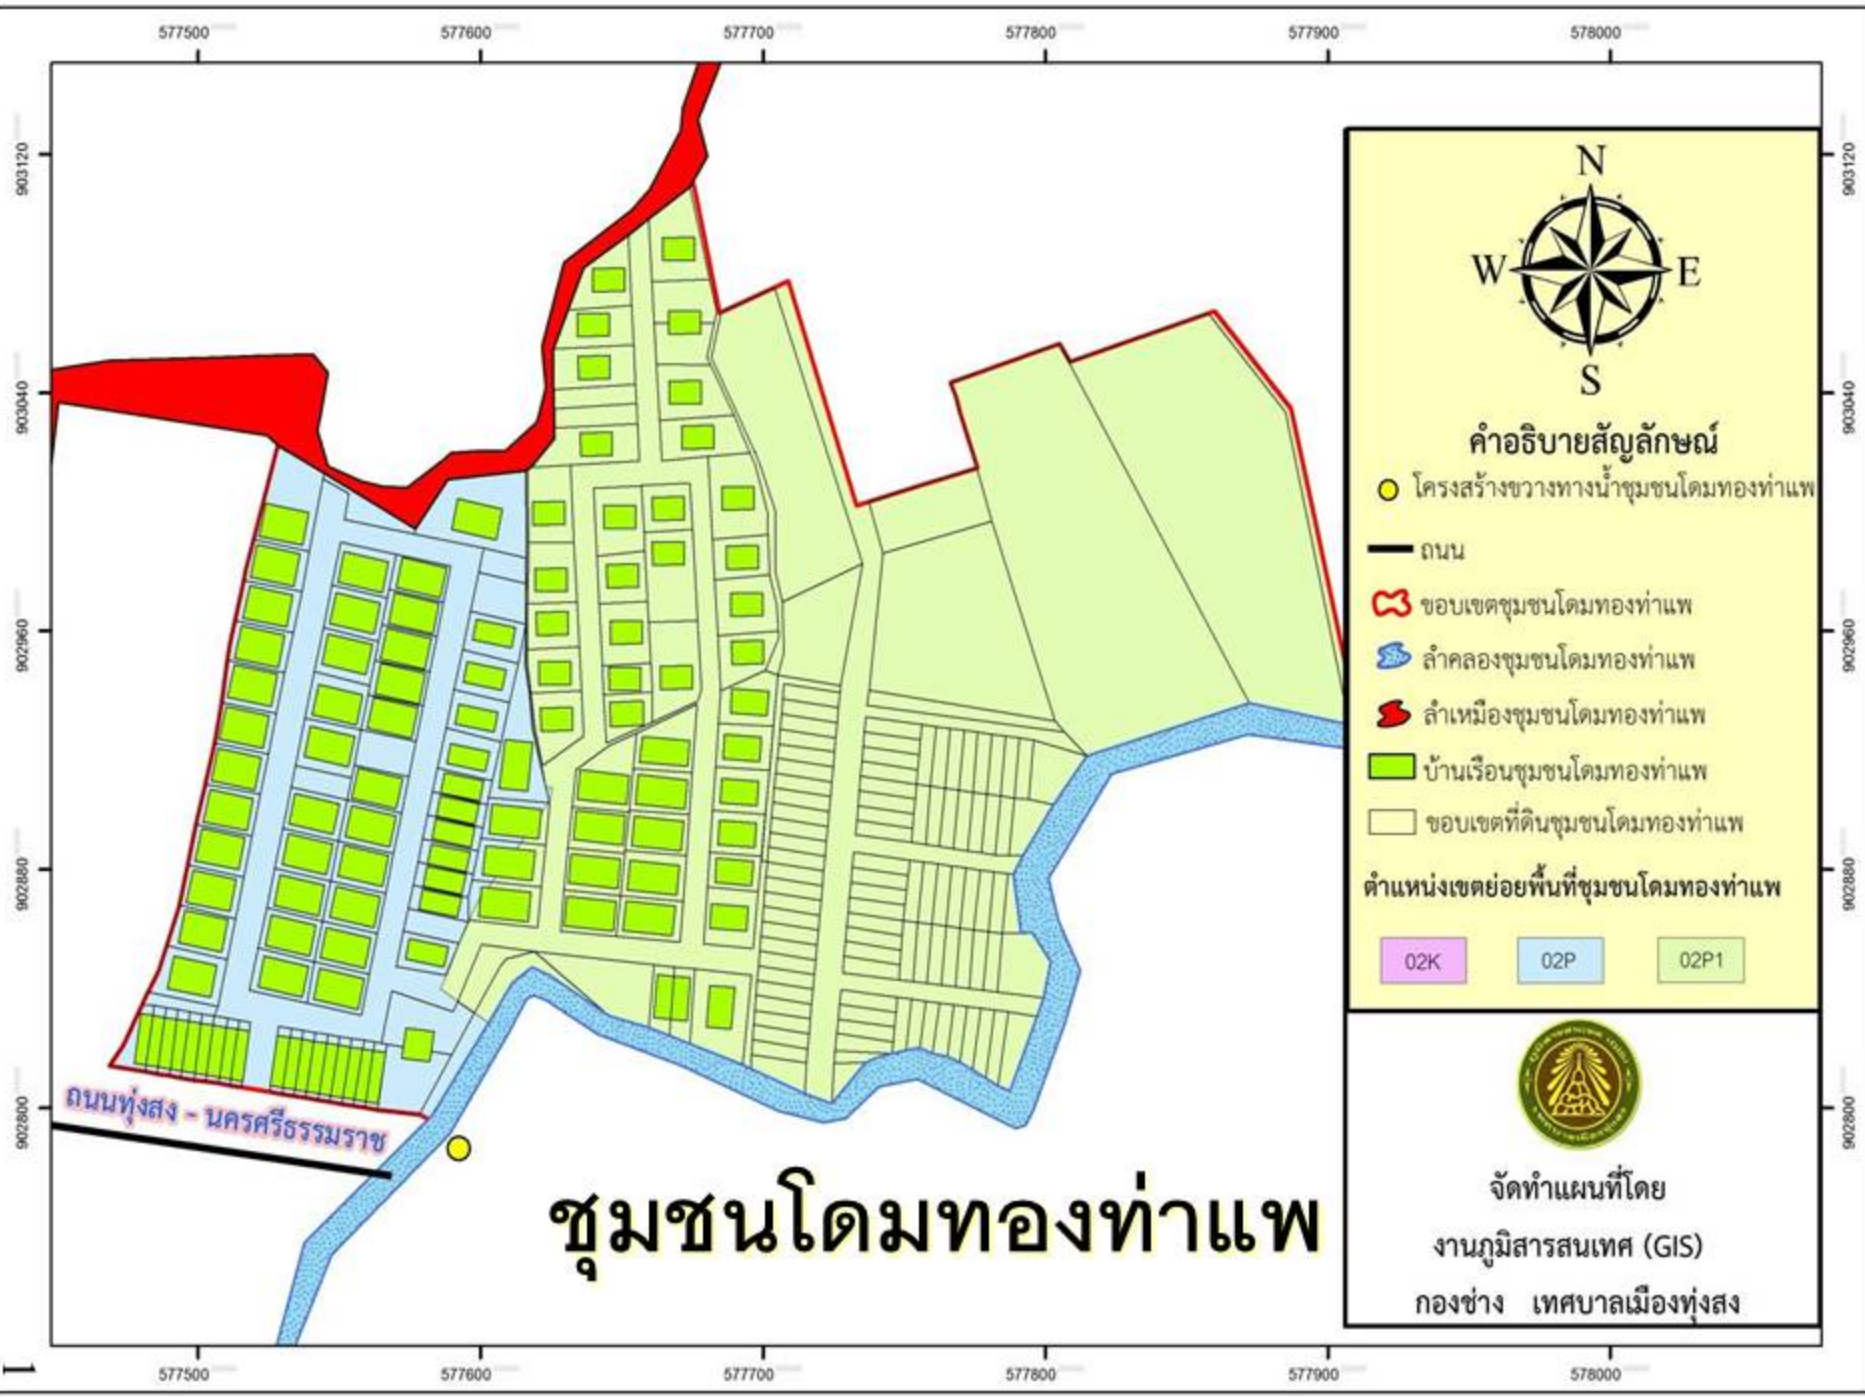 577500
577600
577700
577800
577900
578000
903120
903040
902960
902880
902800
903120
903040
902960
902880
902800
N
W
E
S
คำอธิบายสัญลักษณ์
โครงสร้างขวางทางน้ำชุมชนโดมทองท่าแพ
ถนน
ขอบเขตชุมชนโดมทองท่าแพ
ลำคลองชุมชนโดมทองท่าแพ
ลำเหมืองชุมชนโดมทองท่าแพ
บ้านเรือนชุมชนโดมทองท่าแพ
ขอบเขตที่ดินชุมชนโดมทองท่าแพ
ตำแหน่งเขตย่อยพื้นที่ชุมชนโดมทองท่าแพ
02K
02P
02P1
ถนนทุ่งสง - นครศรีธรรมราช
ชุมชนโดมทองท่าแพ
จัดทำแผนที่โดย
งานภูมิสารสนเทศ (GIS)
กองช่าง เทศบาลเมืองทุ่งสง
577500
577600
577700
577800
577900
578000
1